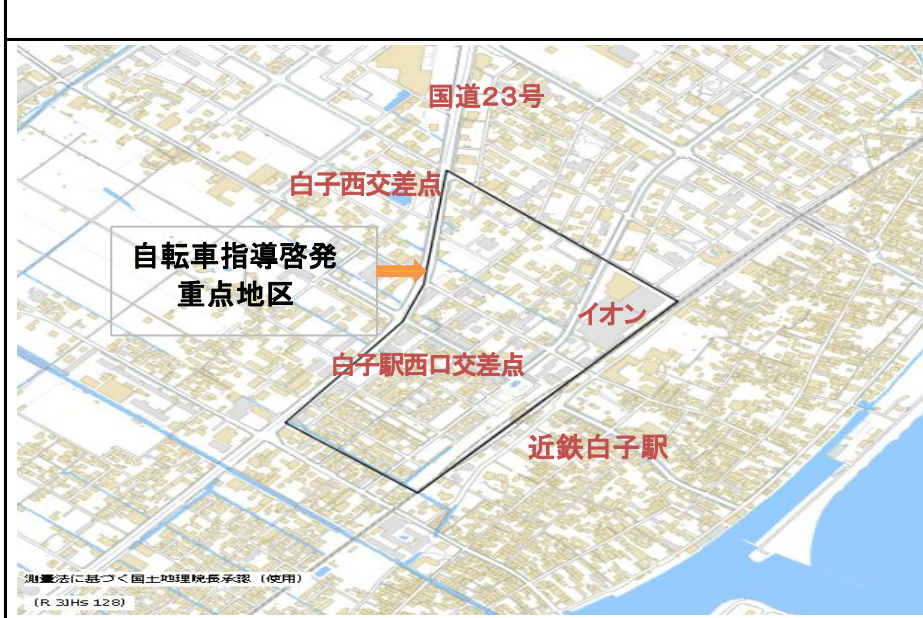 国道23号
白子西交差点
自転車指導啓発
重点地区
イオン
白子駅西口交差点
近鉄白子駅
測量法に基づく国土地理院長承認（使用）
(R 3JHs 128)